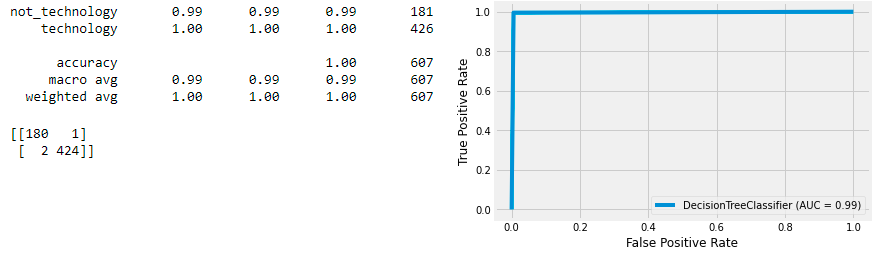 not_technology 0.99 0.99 0.99 181
technology 1.00 1.00 1.00 426
accuracy 1.00 607
macro avg 0.99 0.99 0.99 607
weighted avg 1.00 1.00 1.00 607
[[180 1]
[ 2 424]]
True Positive Rate
1.0
0.8
0.6
0.4
0.2
0.0
DecisionTreeClassifier (AUC = 0.99)
0.0 0.2 0.4 0.6 0.8 1.0
False Positive Rate